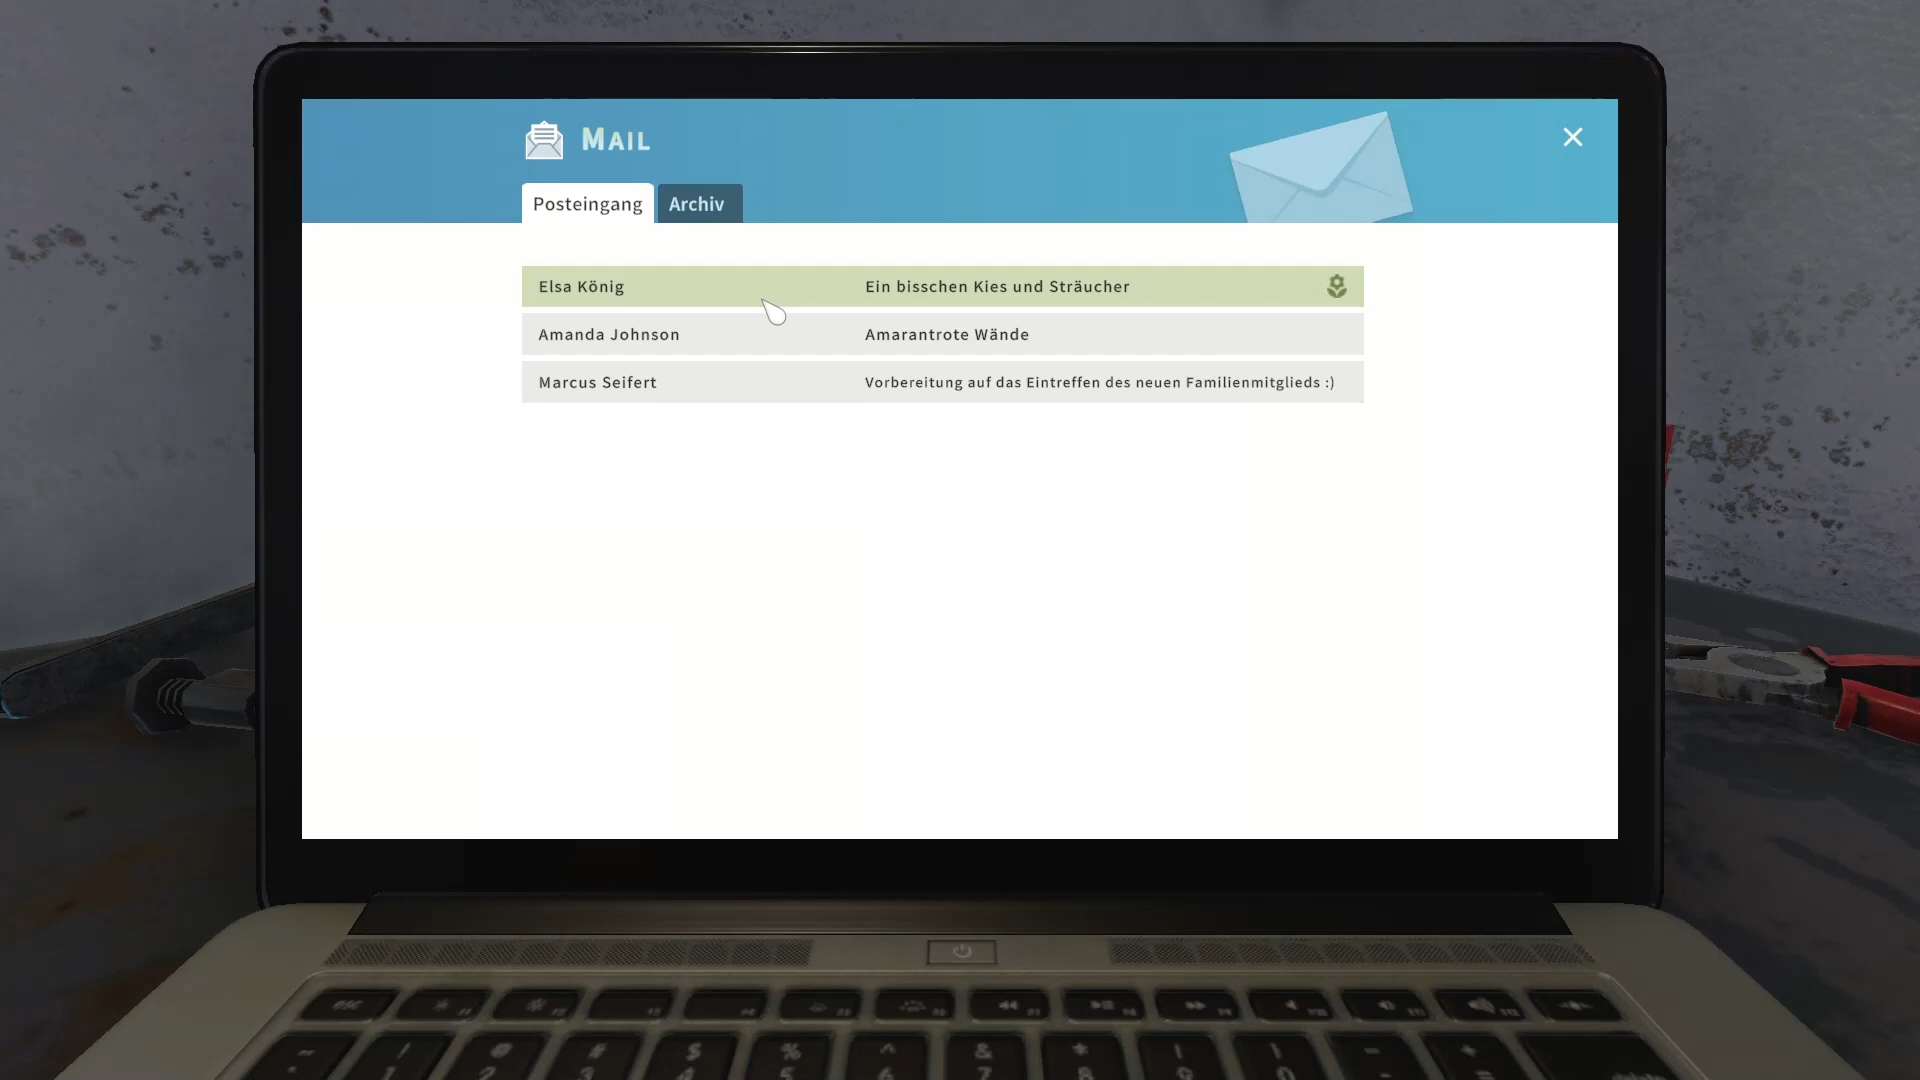 Mail
Posteingang Archiv
Elsa König Ein bisschen Kies und Sträucher
Amanda Johnson Amarantrote Wände
Marcus Seifert Vorbereitung auf das Eintreffen des neuen Familienmitglieds :)
esc